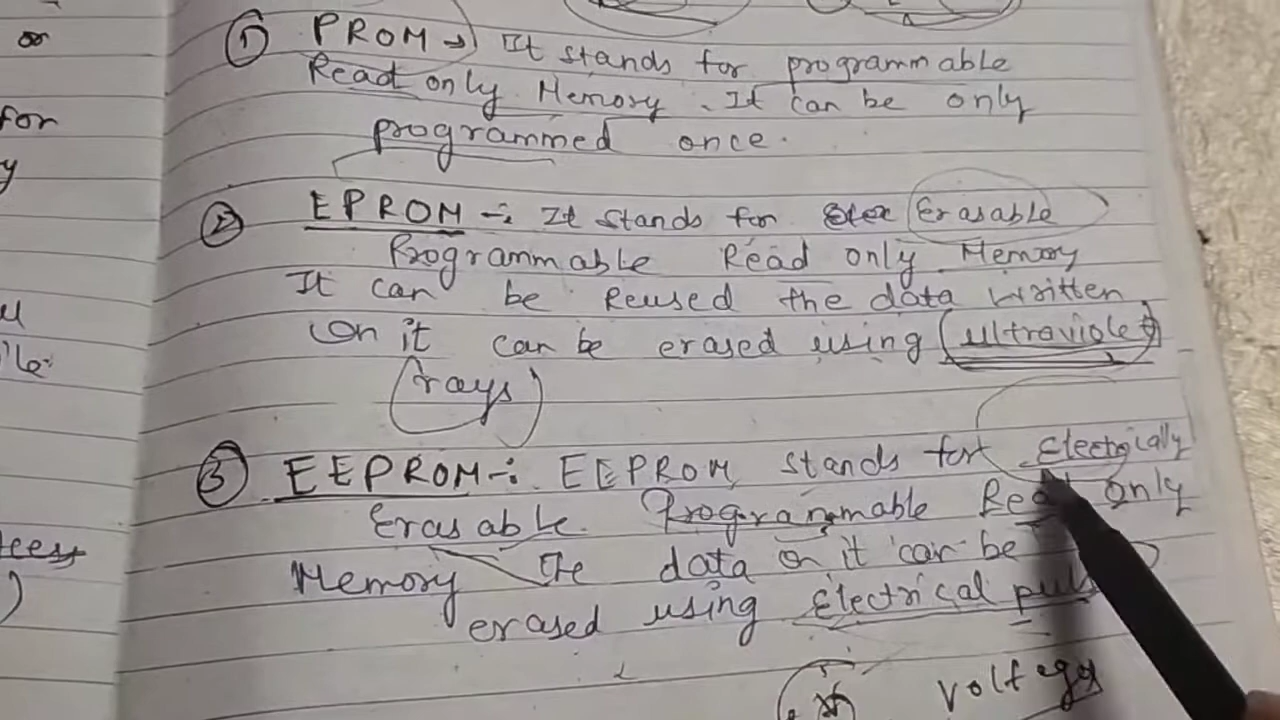 or
for
y
① PROM → It stands for programmable
Read only Memory. It can be only
programmed once.
② EPROM -: It stands for Erasable
Programmable Read only Memory
It can be Reused the data written
On it can be erased using (ultraviolet)
(rays)
③ EEPROM -: EEPROM stands for Electrically
Erasable Programmable Read only
Memory The data on it can be
erased using Electrical
voltage